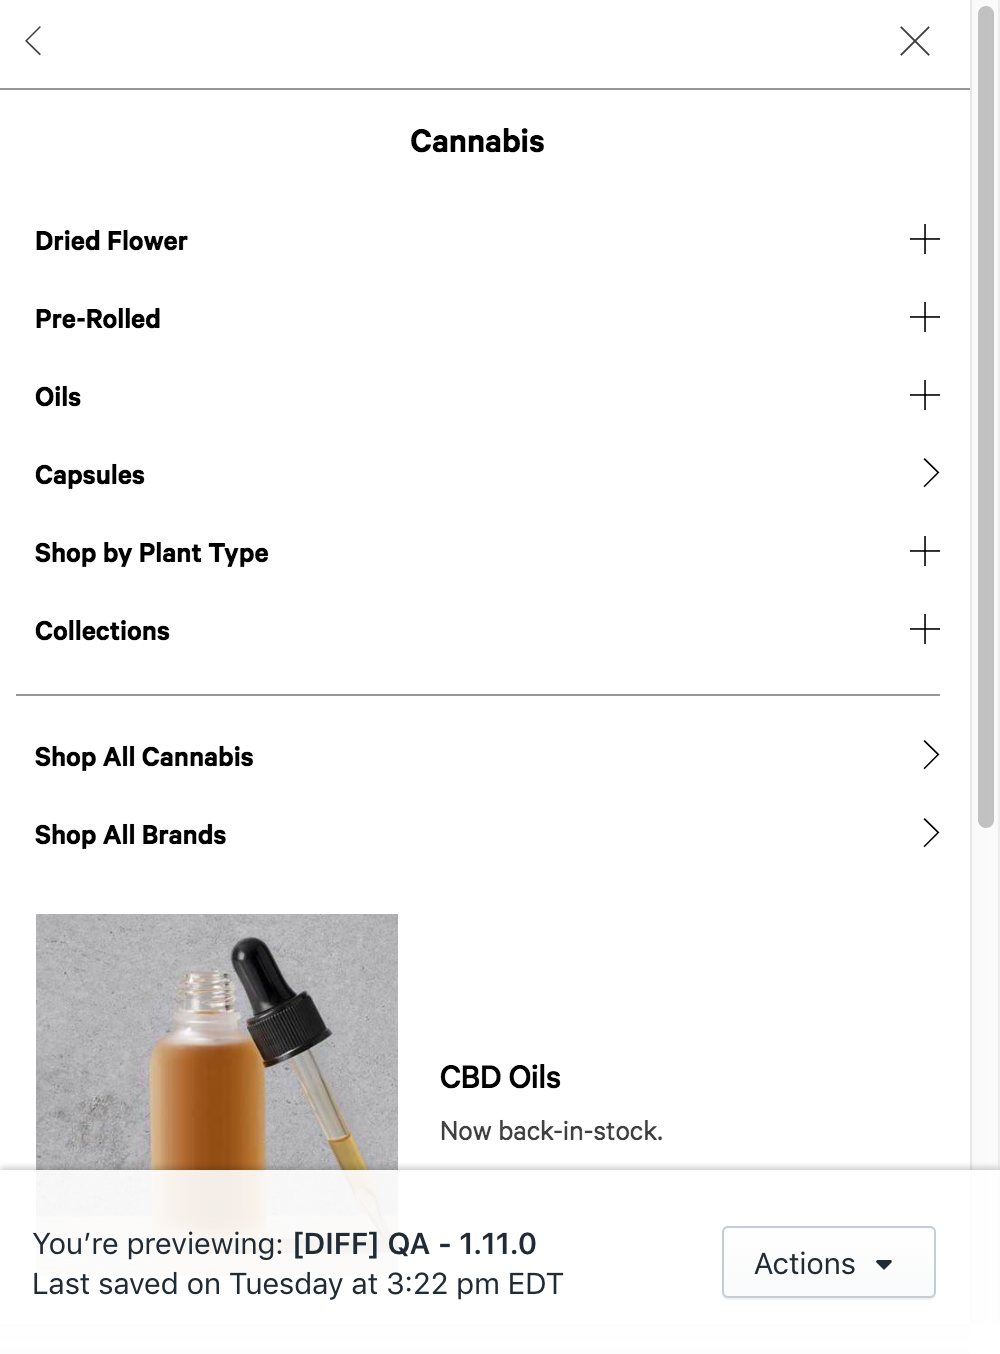 Cannabis
Dried Flower
Pre-Rolled
Oils
Capsules
Shop by Plant Type
Collections
Shop All Cannabis
Shop All Brands
CBD Oils
Now back-in-stock.
You’re previewing: [DIFF] QA - 1.11.0
Last saved on Tuesday at 3:22 pm EDT
Actions